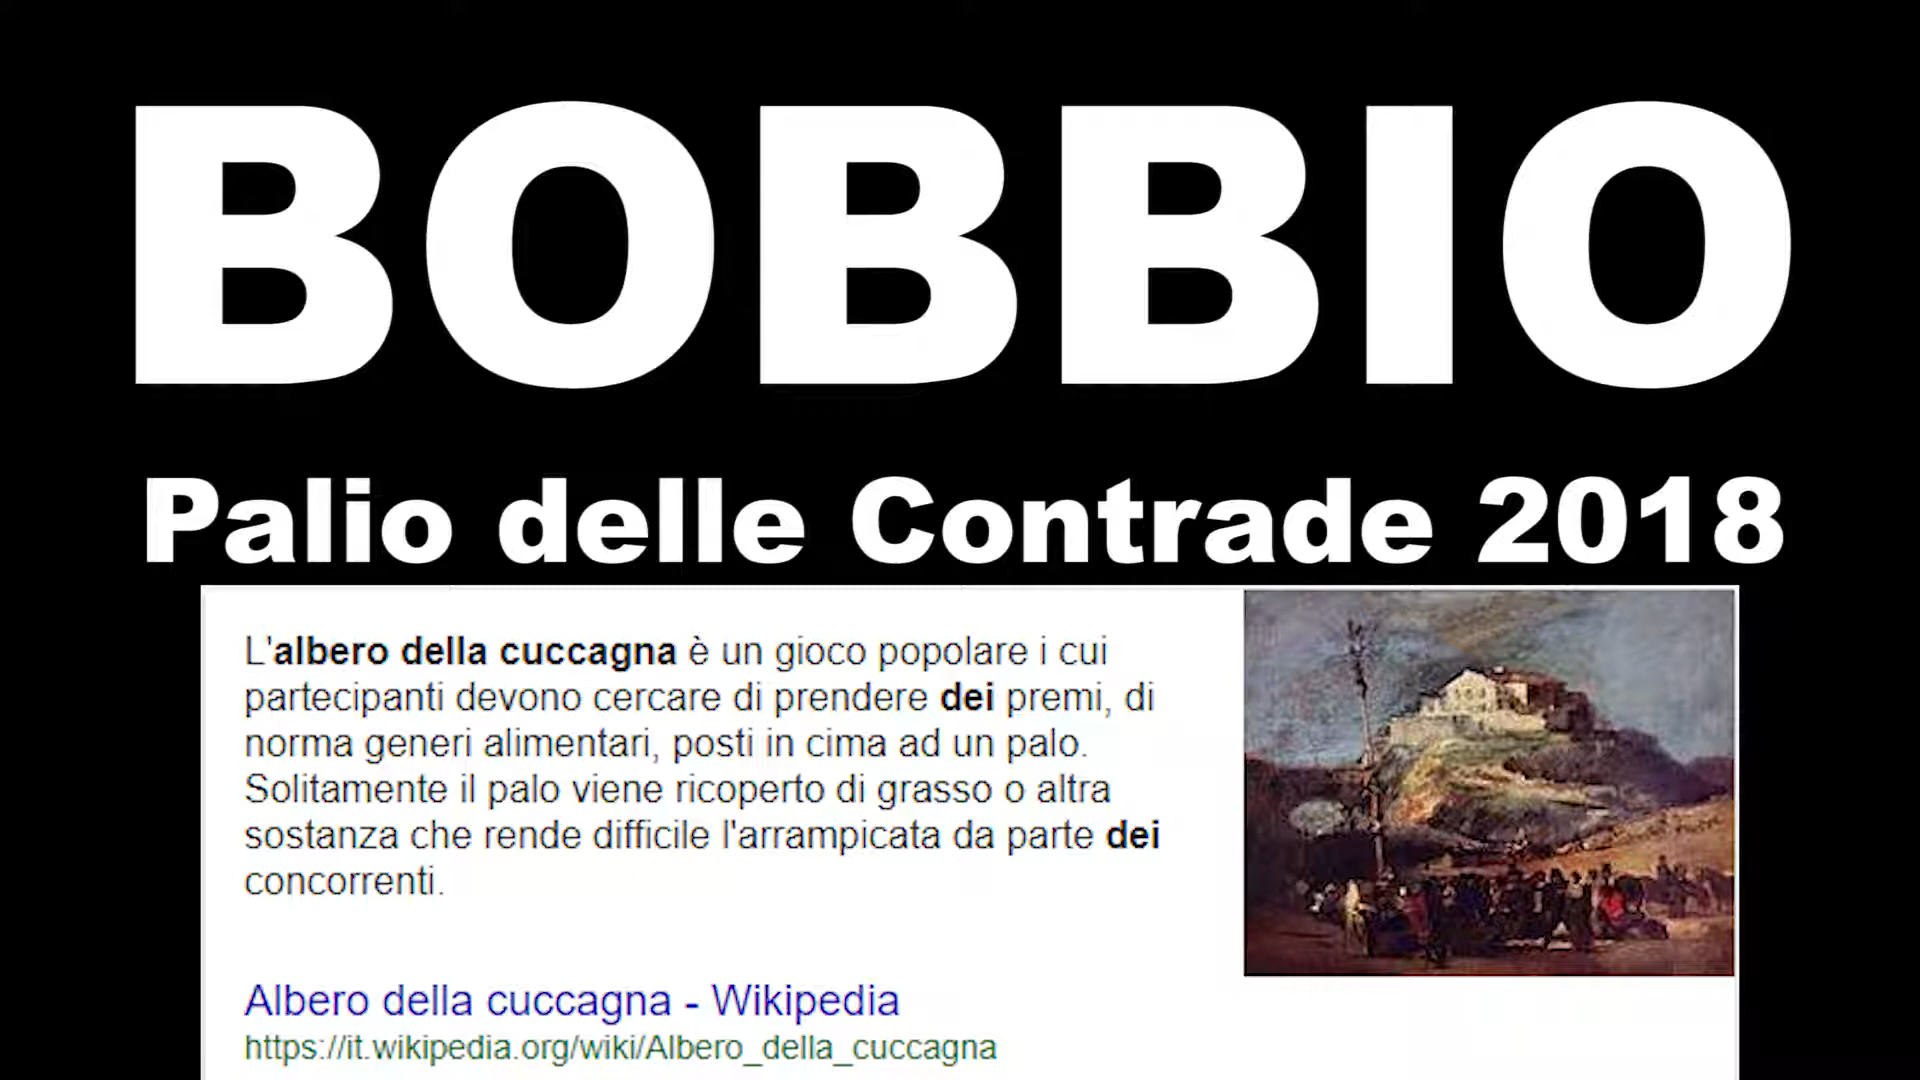 BOBBIO
Palio delle Contrade 2018
L'albero della cuccagna è un gioco popolare i cui
partecipanti devono cercare di prendere dei premi, di
norma generi alimentari, posti in cima ad un palo.
Solitamente il palo viene ricoperto di grasso o altra
sostanza che rende difficile l'arrampicata da parte dei
concorrenti.
Albero della cuccagna - Wikipedia
https://it.wikipedia.org/wiki/Albero_della_cuccagna